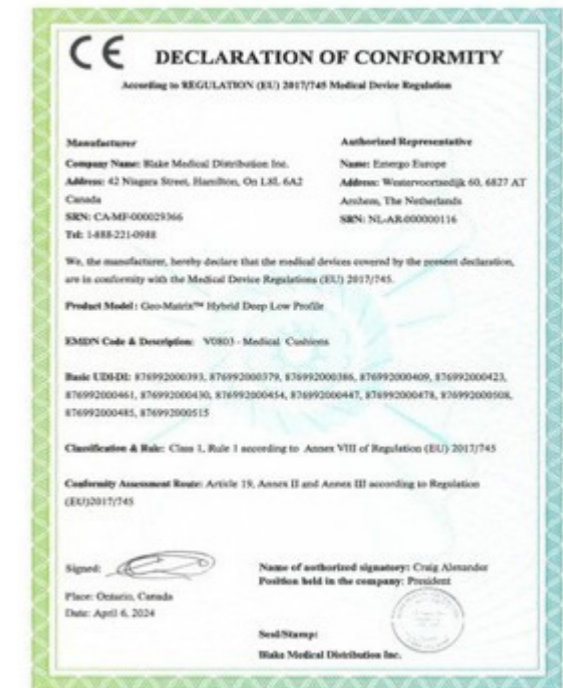 CE DECLARATION OF CONFORMITY
According to REGULATION (EU) 2017/745 Medical Device Regulation
Manufacturer
Company Name: Blake Medical Distribution Inc.
Address: 42 Niagara Street, Hamilton, On L8L 6A2
Canada
SRN: CA-MF-000029366
Tel: 1-888-221-0988
Authorized Representative
Name: Emergo Europe
Address: Westervoortsedijk 60, 6827 AT
Arnhem, The Netherlands
SRN: NL-AR-000000116
We, the manufacturer, hereby declare that the medical devices covered by the present declaration,
are in conformity with the Medical Device Regulations (EU) 2017/745.
Product Model: Geo-Matrix™ Hybrid Deep Low Profile
EMDN Code & Description: V0803 - Medical Cushions
Basic UDI-DI: 876992000393, 876992000379, 876992000386, 876992000409, 876992000423,
876992000461, 876992000430, 876992000454, 876992000447, 876992000478, 876992000508,
876992000485, 876992000515
Classification & Rule: Class 1, Rule 1 according to Annex VIII of Regulation (EU) 2017/745
Conformity Assessment Route: Article 19, Annex II and Annex III according to Regulation
(EU)2017/745
Signed:
Place: Ontario, Canada
Date: April 6, 2024
Name of authorized signatory: Craig Alexander
Position held in the company: President
Seal/Stamp:
Blake Medical Distribution Inc.